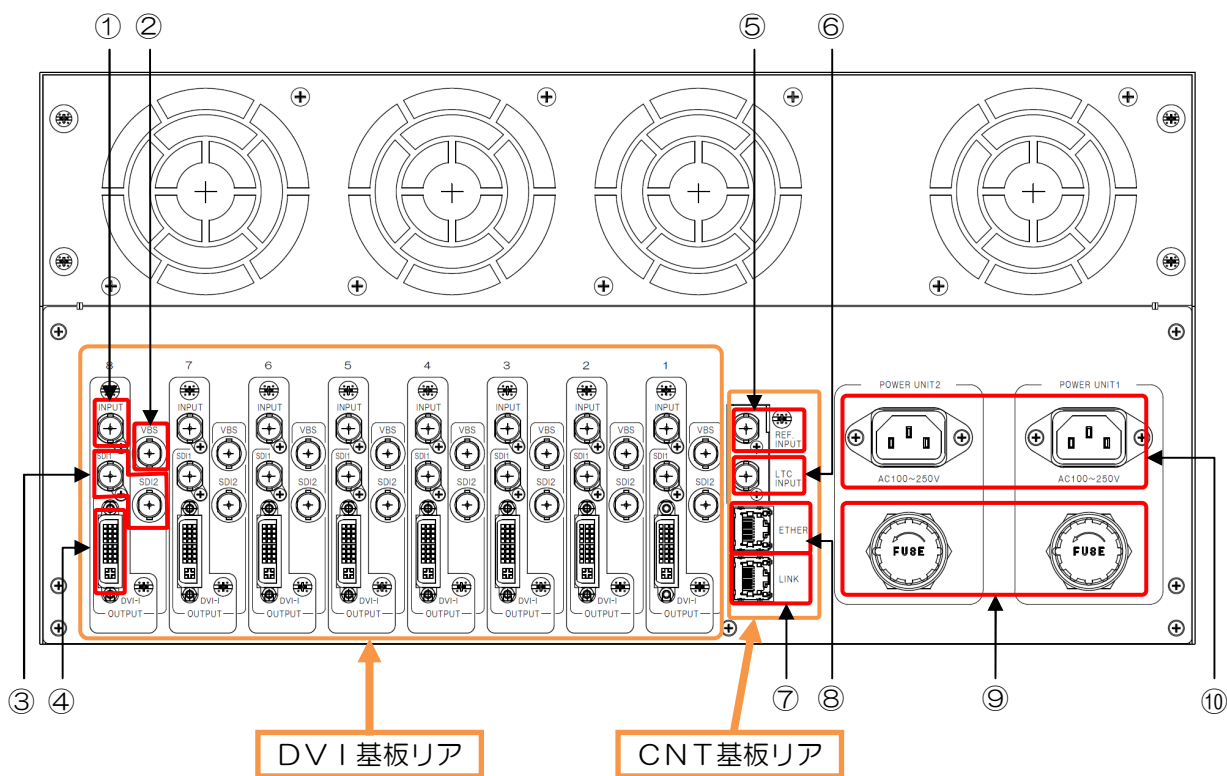 ① ② ⑤ ⑥
POWER UNIT2 POWER UNIT1
8 7 6 5 4 3 2 1
INPUT INPUT INPUT INPUT INPUT INPUT INPUT INPUT
VBS VBS VBS VBS VBS VBS VBS VBS
REF.
INPUT
SDI1 SDI1 SDI1 SDI1 SDI1 SDI1 SDI1 SDI1
LTC
INPUT
SDI2 SDI2 SDI2 SDI2 SDI2 SDI2 SDI2 SDI2
AC100~250V AC100~250V
ETHER
FUSE FUSE
LINK
DVI-I DVI-I DVI-I DVI-I DVI-I DVI-I DVI-I DVI-I
OUTPUT OUTPUT OUTPUT OUTPUT OUTPUT OUTPUT OUTPUT OUTPUT
③ ④ ⑦ ⑧ ⑨ ⑩
DVI基板リア CNT基板リア